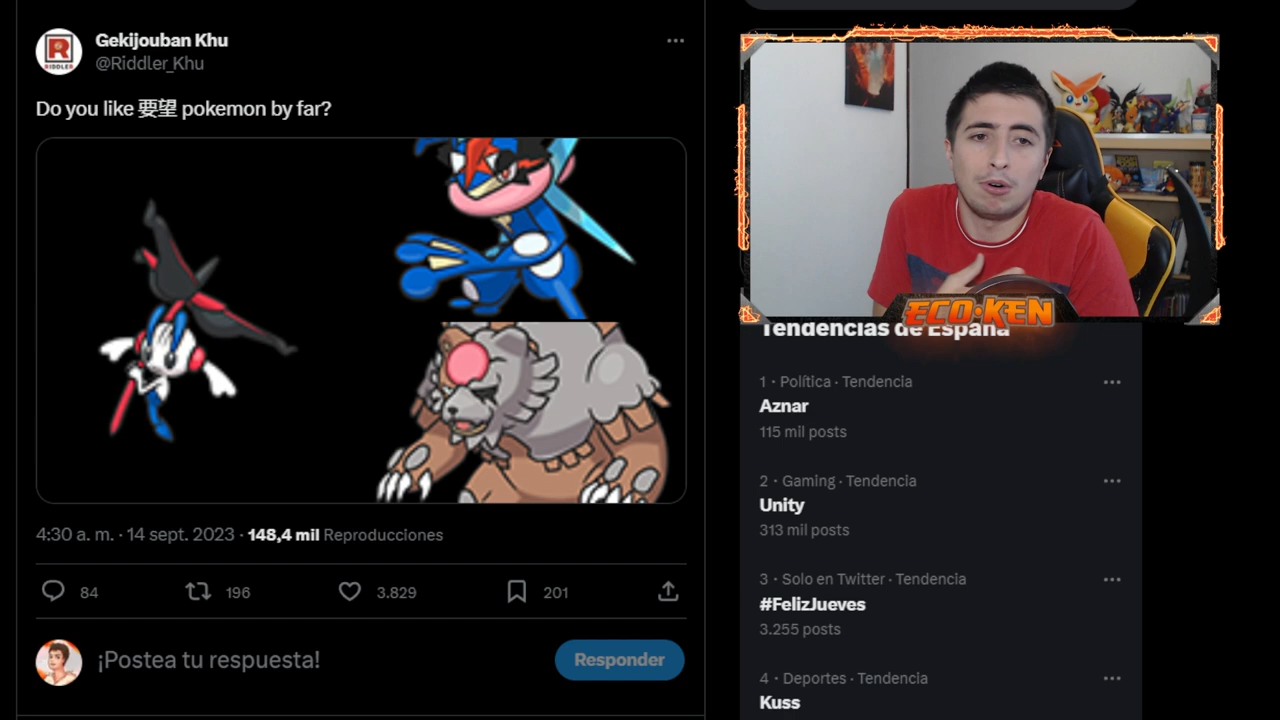 Gekijouban Khu
@Riddler_Khu
Do you like 要望 pokemon by far?
4:30 a. m. · 14 sept. 2023 · 148,4 mil Reproducciones
84
196
3.829
201
¡Postea tu respuesta!
Responder
R
RIDDLER
ECO·KEN
Tendencias de España
1 · Política · Tendencia
Aznar
115 mil posts
2 · Gaming · Tendencia
Unity
313 mil posts
3 · Solo en Twitter · Tendencia
#FelizJueves
3.255 posts
4 · Deportes · Tendencia
Kuss